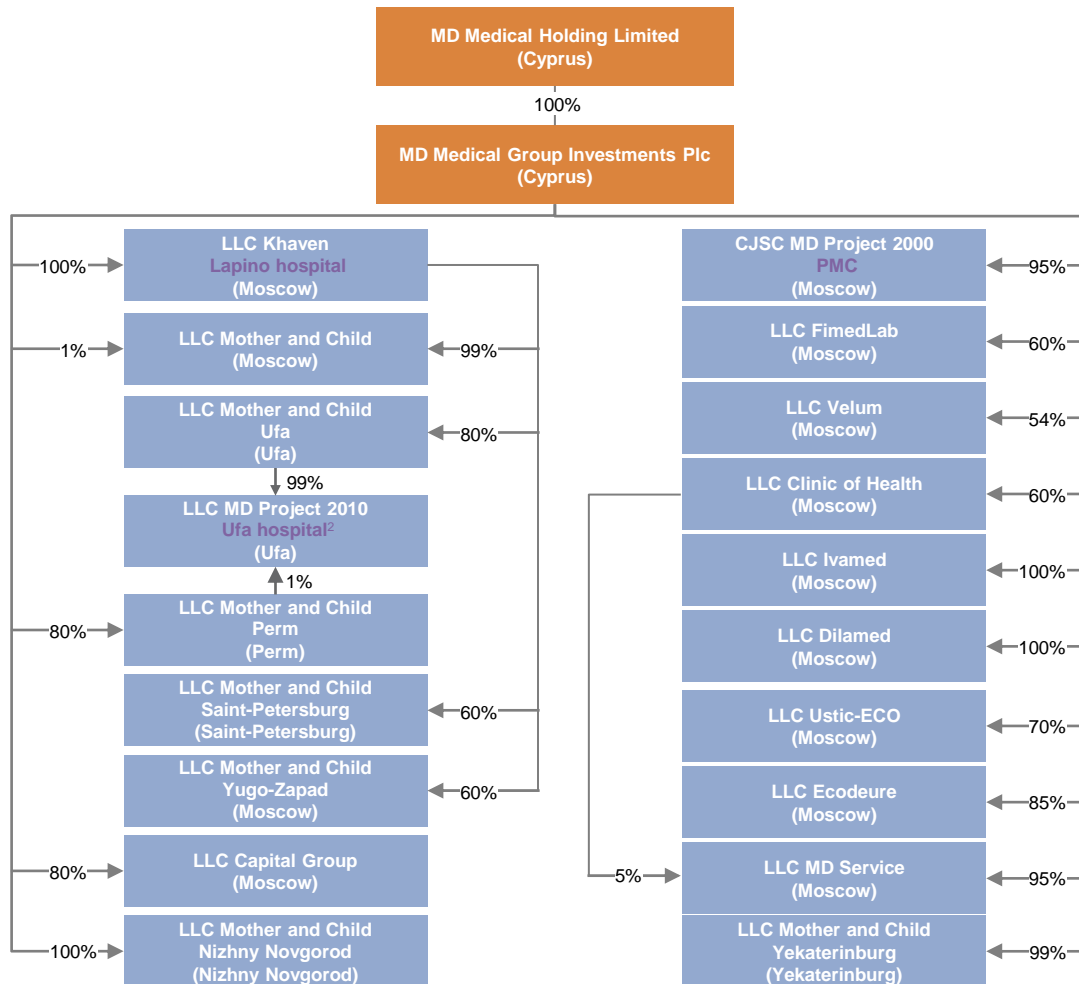 MD Medical Holding Limited
(Cyprus)
100%
MD Medical Group Investments Plc
(Cyprus)
100%
LLC Khaven
Lapino hospital
(Moscow)
1%
LLC Mother and Child
(Moscow)
99%
LLC Mother and Child
Ufa
(Ufa)
80%
99%
LLC MD Project 2010
Ufa hospital²
(Ufa)
1%
80%
LLC Mother and Child
Perm
(Perm)
LLC Mother and Child
Saint-Petersburg
(Saint-Petersburg)
60%
LLC Mother and Child
Yugo-Zapad
(Moscow)
60%
80%
LLC Capital Group
(Moscow)
100%
LLC Mother and Child
Nizhny Novgorod
(Nizhny Novgorod)
CJSC MD Project 2000
PMC
(Moscow)
95%
LLC FimedLab
(Moscow)
60%
LLC Velum
(Moscow)
54%
LLC Clinic of Health
(Moscow)
60%
LLC Ivamed
(Moscow)
100%
LLC Dilamed
(Moscow)
100%
LLC Ustic-ECO
(Moscow)
70%
LLC Ecodeure
(Moscow)
85%
5%
LLC MD Service
(Moscow)
95%
LLC Mother and Child
Yekaterinburg
(Yekaterinburg)
99%